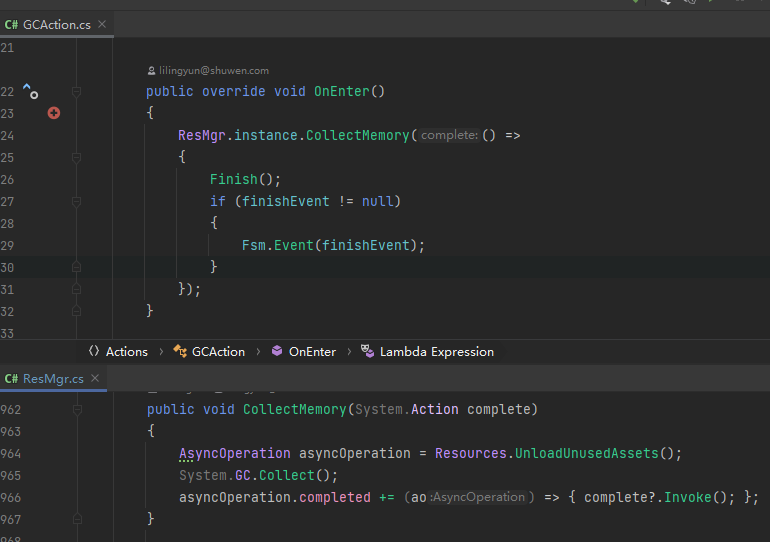 C# GCAction.cs ×
21
lilingyun@shuwen.com
22 public override void OnEnter()
23 {
24 ResMgr.instance.CollectMemory( complete: () =>
25 {
26 Finish();
27 if (finishEvent != null)
28 {
29 Fsm.Event(finishEvent);
30 }
31 });
32 }
33
Actions > GCAction > OnEnter > Lambda Expression
C# ResMgr.cs ×
962 public void CollectMemory(System.Action complete)
963 {
964 AsyncOperation asyncOperation = Resources.UnloadUnusedAssets();
965 System.GC.Collect();
966 asyncOperation.completed += (ao :AsyncOperation ) => { complete?.Invoke(); };
967 }
968